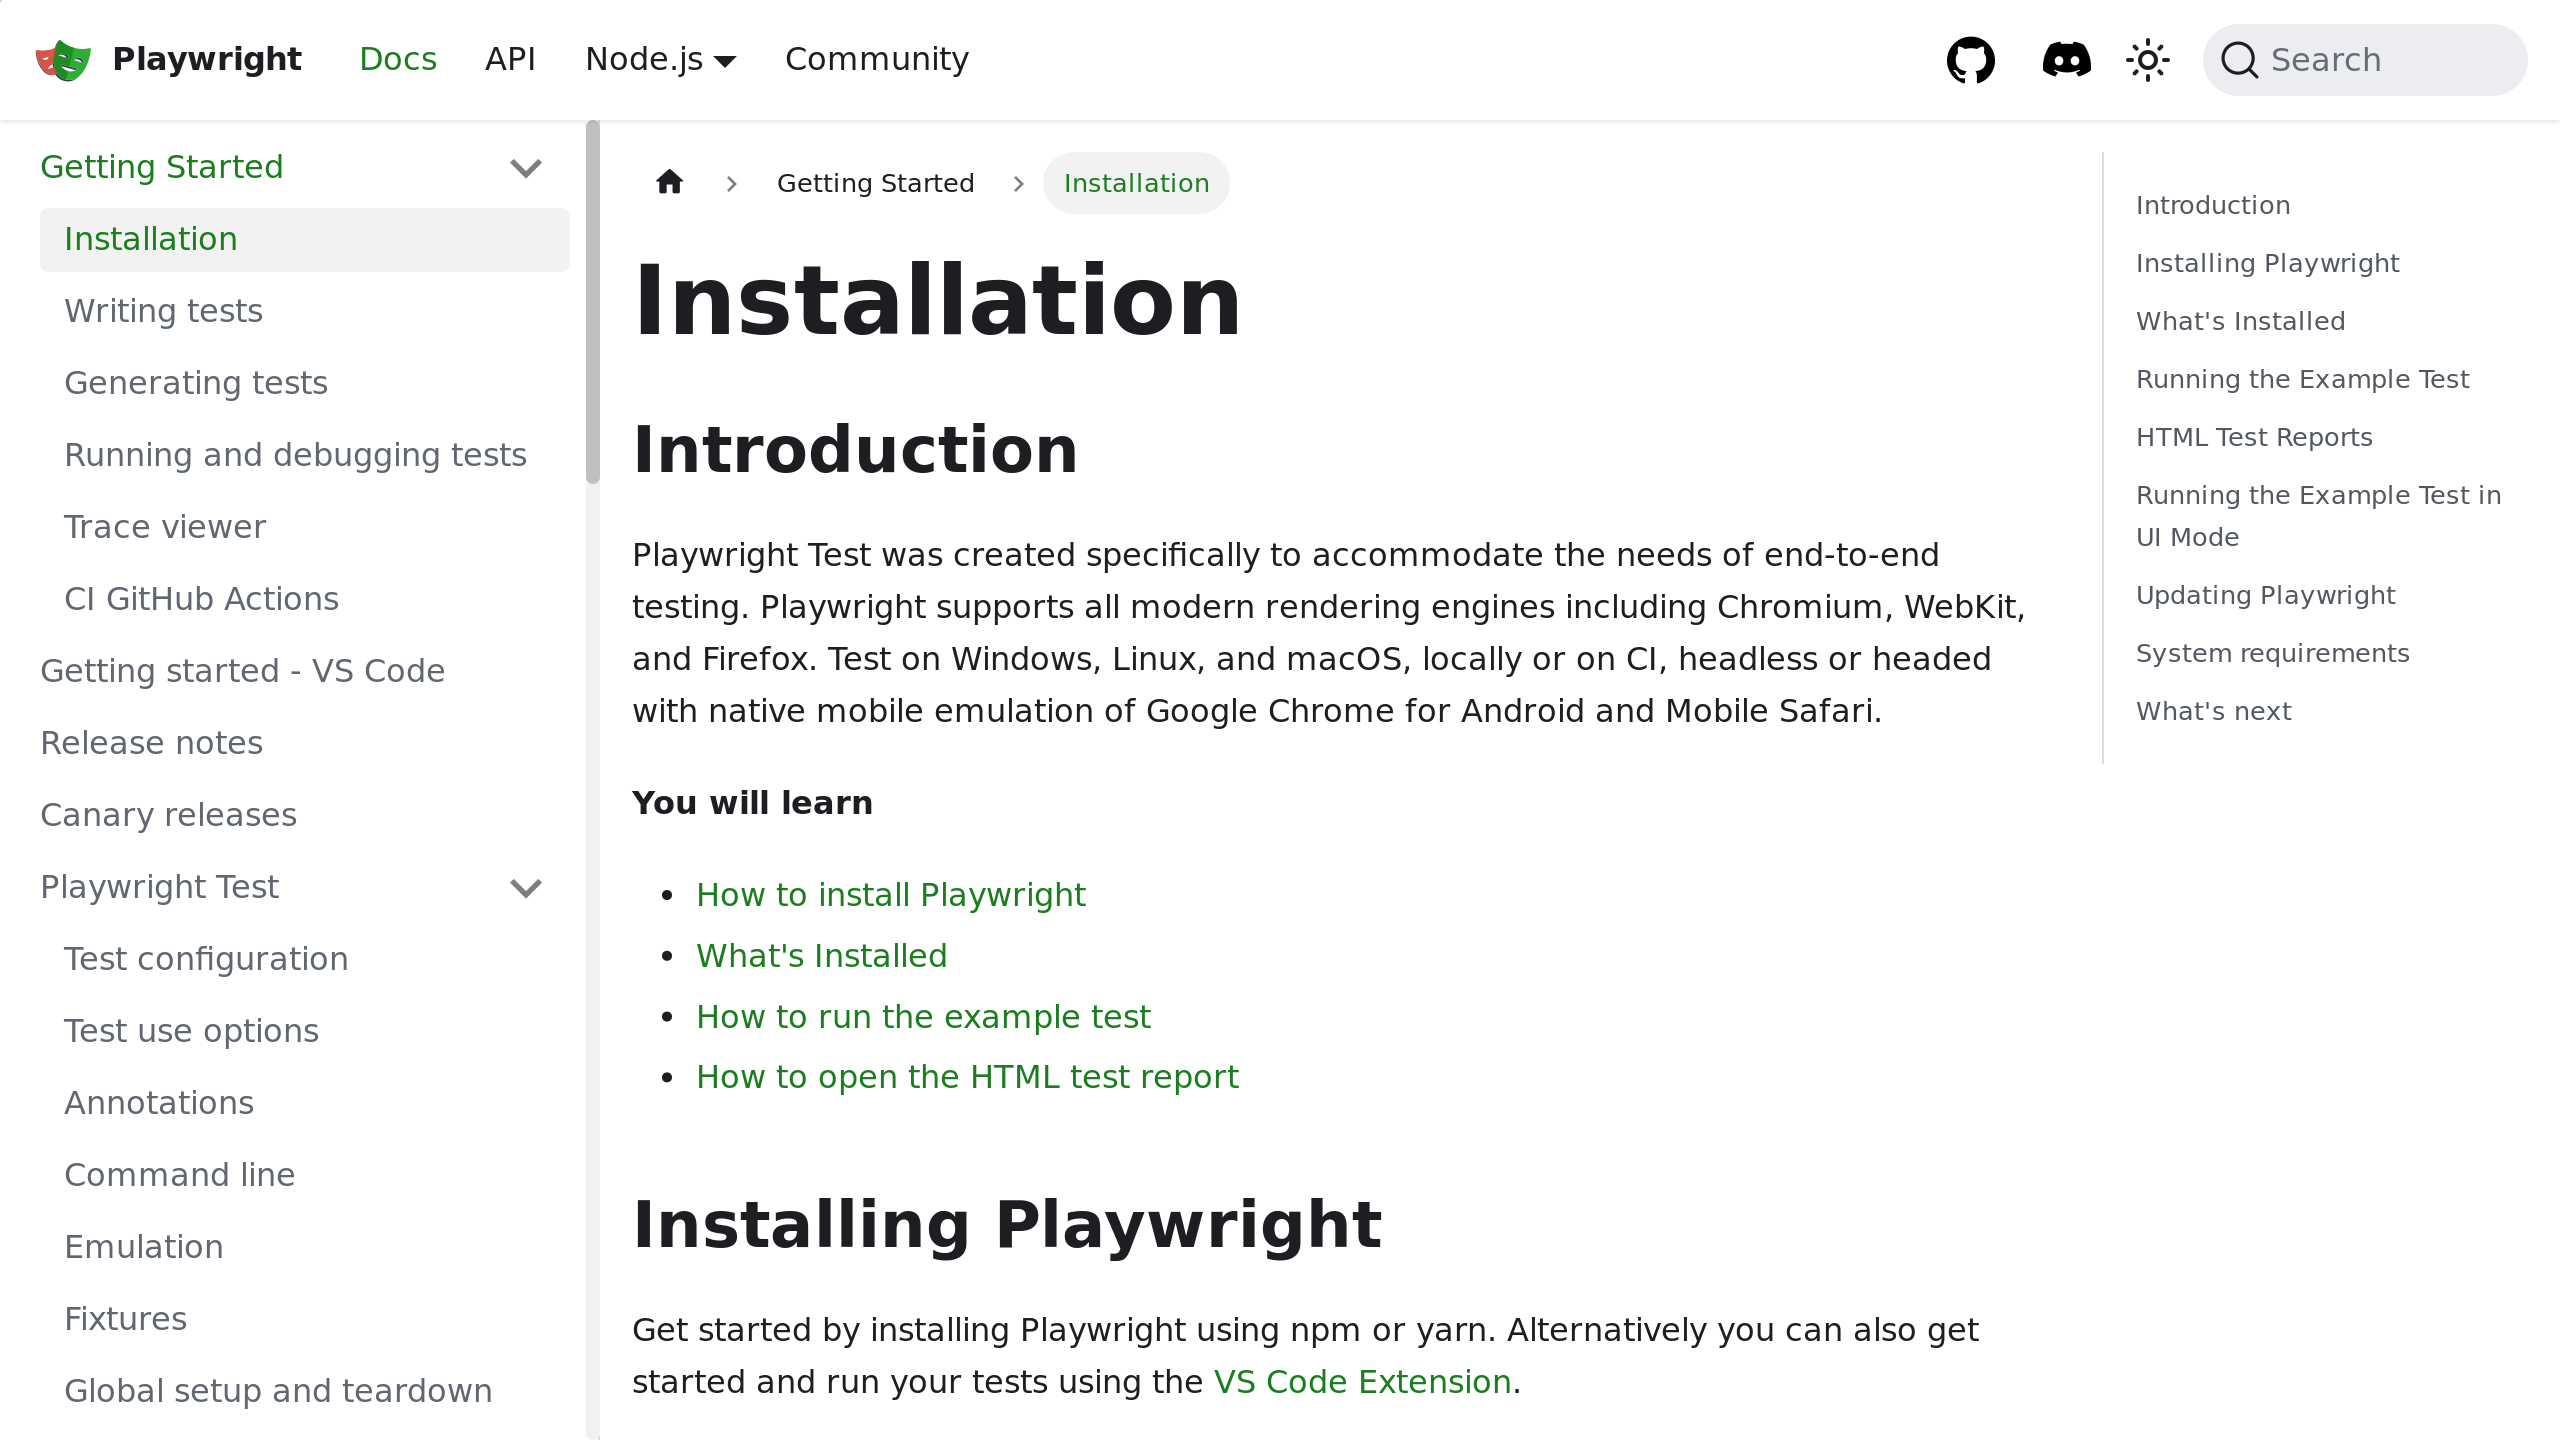 Playwright
Docs
API
Node.js
Community
Search
Getting Started
Installation
Writing tests
Generating tests
Running and debugging tests
Trace viewer
CI GitHub Actions
Getting started - VS Code
Release notes
Canary releases
Playwright Test
Test configuration
Test use options
Annotations
Command line
Emulation
Fixtures
Global setup and teardown
Getting Started
Installation
Installation
Introduction
Playwright Test was created specifically to accommodate the needs of end-to-end
testing. Playwright supports all modern rendering engines including Chromium, WebKit,
and Firefox. Test on Windows, Linux, and macOS, locally or on CI, headless or headed
with native mobile emulation of Google Chrome for Android and Mobile Safari.
You will learn
• How to install Playwright
• What's Installed
• How to run the example test
• How to open the HTML test report
Installing Playwright
Get started by installing Playwright using npm or yarn. Alternatively you can also get
started and run your tests using the VS Code Extension.
Introduction
Installing Playwright
What's Installed
Running the Example Test
HTML Test Reports
Running the Example Test in
UI Mode
Updating Playwright
System requirements
What's next